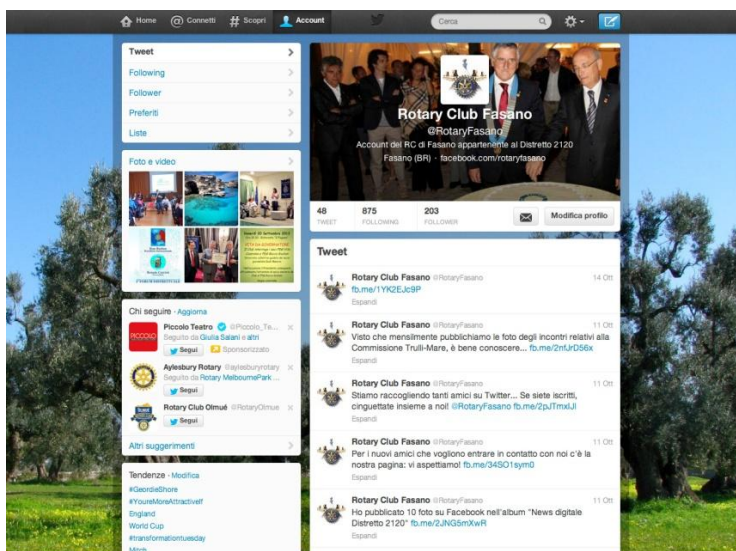 Home
Connetti
Scopri
Account
Cerca
Tweet
Following
Follower
Preferiti
Liste
Foto e video
Chi seguire · Aggiorna
Piccolo Teatro @Piccolo_Te...
Seguito da Giulia Salani e altri
Segui
Sponsorizzato
PICCOLO
Aylesbury Rotary @aylesburyrotary
Seguito da Rotary MelbournePark ...
Segui
Rotary Club Olmué @RotaryOlmue
Segui
Altri suggerimenti
Tendenze · Modifica
#GeordieShore
#YoureMoreAttractiveIf
England
World Cup
#transformationtuesday
Rotary Club Fasano
@RotaryFasano
Account del RC di Fasano appartenente al Distretto 2120
Fasano (BR) · facebook.com/rotaryfasano
48
TWEET
875
FOLLOWING
203
FOLLOWER
Modifica profilo
Tweet
Rotary Club Fasano @RotaryFasano 14 Ott
fb.me/1YK2EJc9P
Espandi
Rotary Club Fasano @RotaryFasano 11 Ott
Visto che mensilmente pubblichiamo le foto degli incontri relativi alla
Commissione Trulli-Mare, è bene conoscere... fb.me/2nfJrD56x
Espandi
Rotary Club Fasano @RotaryFasano 11 Ott
Stiamo raccogliendo tanti amici su Twitter... Se siete iscritti,
cinguettate insieme a noi! @RotaryFasano fb.me/2pJTmxIJl
Espandi
Rotary Club Fasano @RotaryFasano 11 Ott
Per i nuovi amici che vogliono entrare in contatto con noi c'è la
nostra pagina: vi aspettiamo! fb.me/34SO1sym0
Espandi
Rotary Club Fasano @RotaryFasano 11 Ott
Ho pubblicato 10 foto su Facebook nell'album "News digitale
Distretto 2120" fb.me/2JNG5mXwR
Espandi